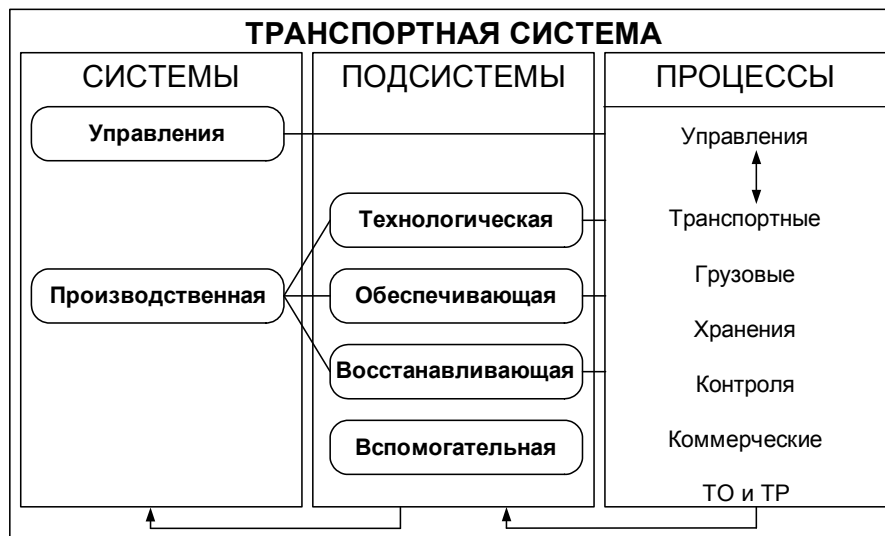 ТРАНСПОРТНАЯ СИСТЕМА
СИСТЕМЫ
Управления
Производственная
ПОДСИСТЕМЫ
Технологическая
Обеспечивающая
Восстанавливающая
Вспомогательная
ПРОЦЕССЫ
Управления
Транспортные
Грузовые
Хранения
Контроля
Коммерческие
ТО и ТР